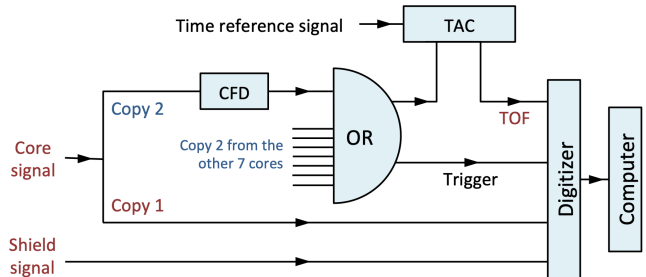 Time reference signal
TAC
CFD
Copy 2
OR
TOF
Copy 2 from the
other 7 cores
Core
signal
Trigger
Digitizer
Computer
Copy 1
Shield
signal